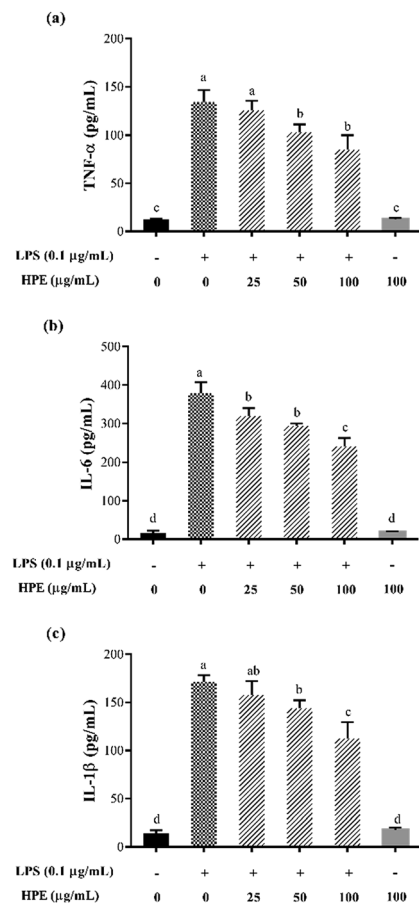 (a)
TNF-α (pg/mL)
200
150
100
50
0
c
a
a
b
b
c
LPS (0.1 μg/mL) - + + + + -
HPE (μg/mL) 0 0 25 50 100 100
(b)
IL-6 (pg/mL)
500
400
300
200
100
0
d
a
b
b
c
d
LPS (0.1 μg/mL) - + + + + -
HPE (μg/mL) 0 0 25 50 100 100
(c)
IL-1β (pg/mL)
200
150
100
50
0
d
a
ab
b
c
d
LPS (0.1 μg/mL) - + + + + -
HPE (μg/mL) 0 0 25 50 100 100